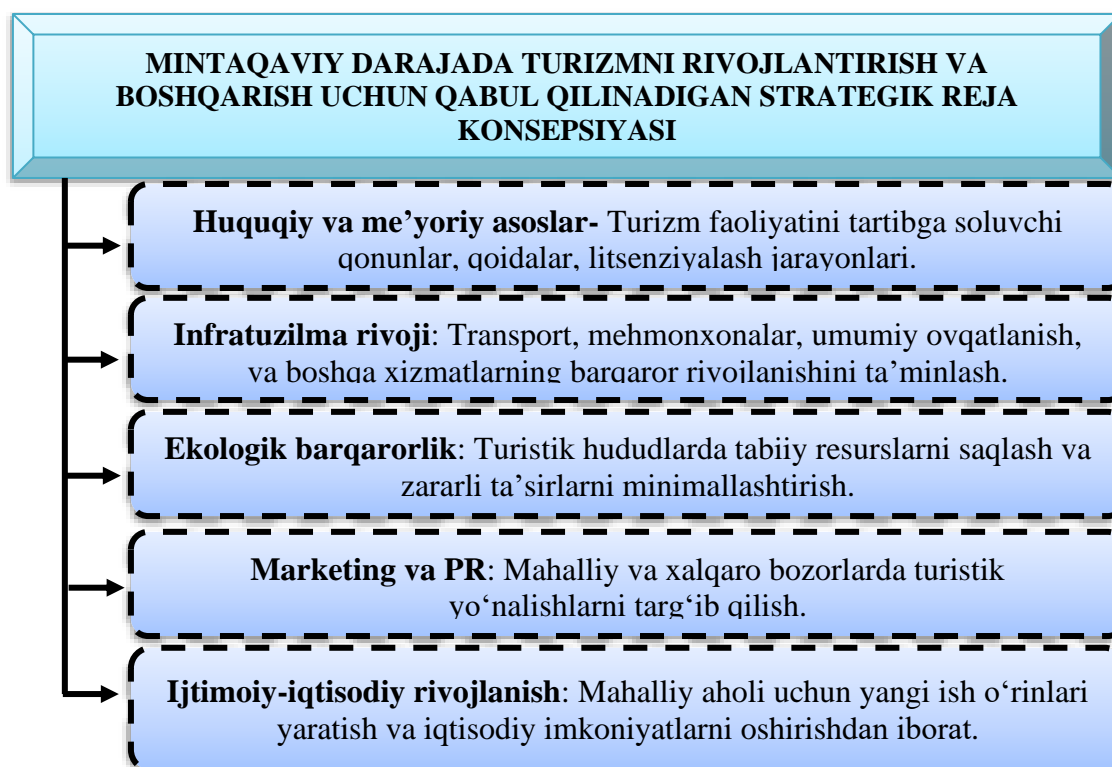 MINTAQAVIY DARAJADA TURIZMNI RIVOJLANTIRISH VA
BOSHQARISH UCHUN QABUL QILINADIGAN STRATEGIK REJA
KONSEPSIYASI
Huquqiy va me’yoriy asoslar- Turizm faoliyatini tartibga soluvchi
qonunlar, qoidalar, litsenziyalash jarayonlari.
Infratuzilma rivoji: Transport, mehmonxonalar, umumiy ovqatlanish,
va boshqa xizmatlarning barqaror rivojlanishini ta’minlash.
Ekologik barqarorlik: Turistik hududlarda tabiiy resurslarni saqlash va
zararli ta’sirlarni minimallashtirish.
Marketing va PR: Mahalliy va xalqaro bozorlarda turistik
yo‘nalishlarni targ‘ib qilish.
Ijtimoiy-iqtisodiy rivojlanish: Mahalliy aholi uchun yangi ish o‘rinlari
yaratish va iqtisodiy imkoniyatlarni oshirishdan iborat.